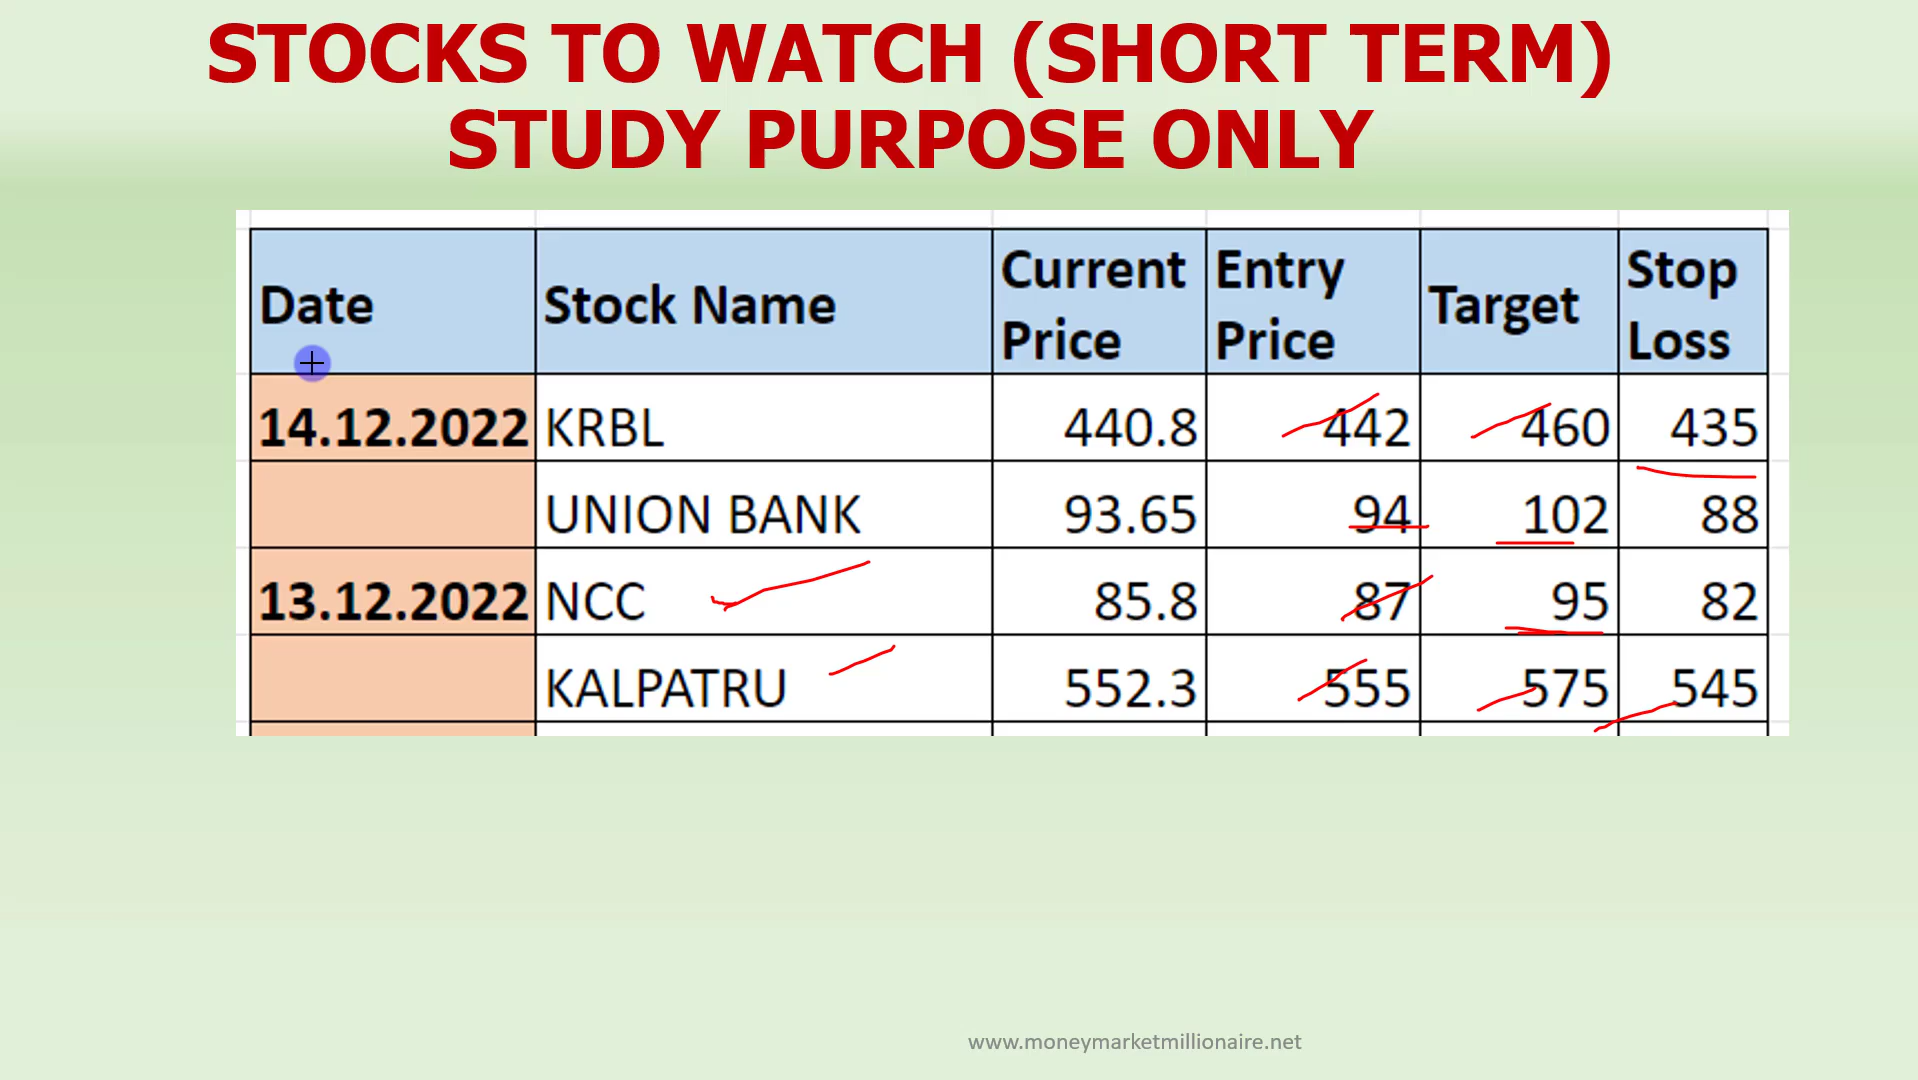 STOCKS TO WATCH (SHORT TERM)
STUDY PURPOSE ONLY
Date Stock Name Current Price Entry Price Target Stop Loss
14.12.2022 KRBL 440.8 442 460 435
UNION BANK 93.65 94 102 88
13.12.2022 NCC 85.8 87 95 82
KALPATRU 552.3 555 575 545
www.moneymarketmillionaire.net